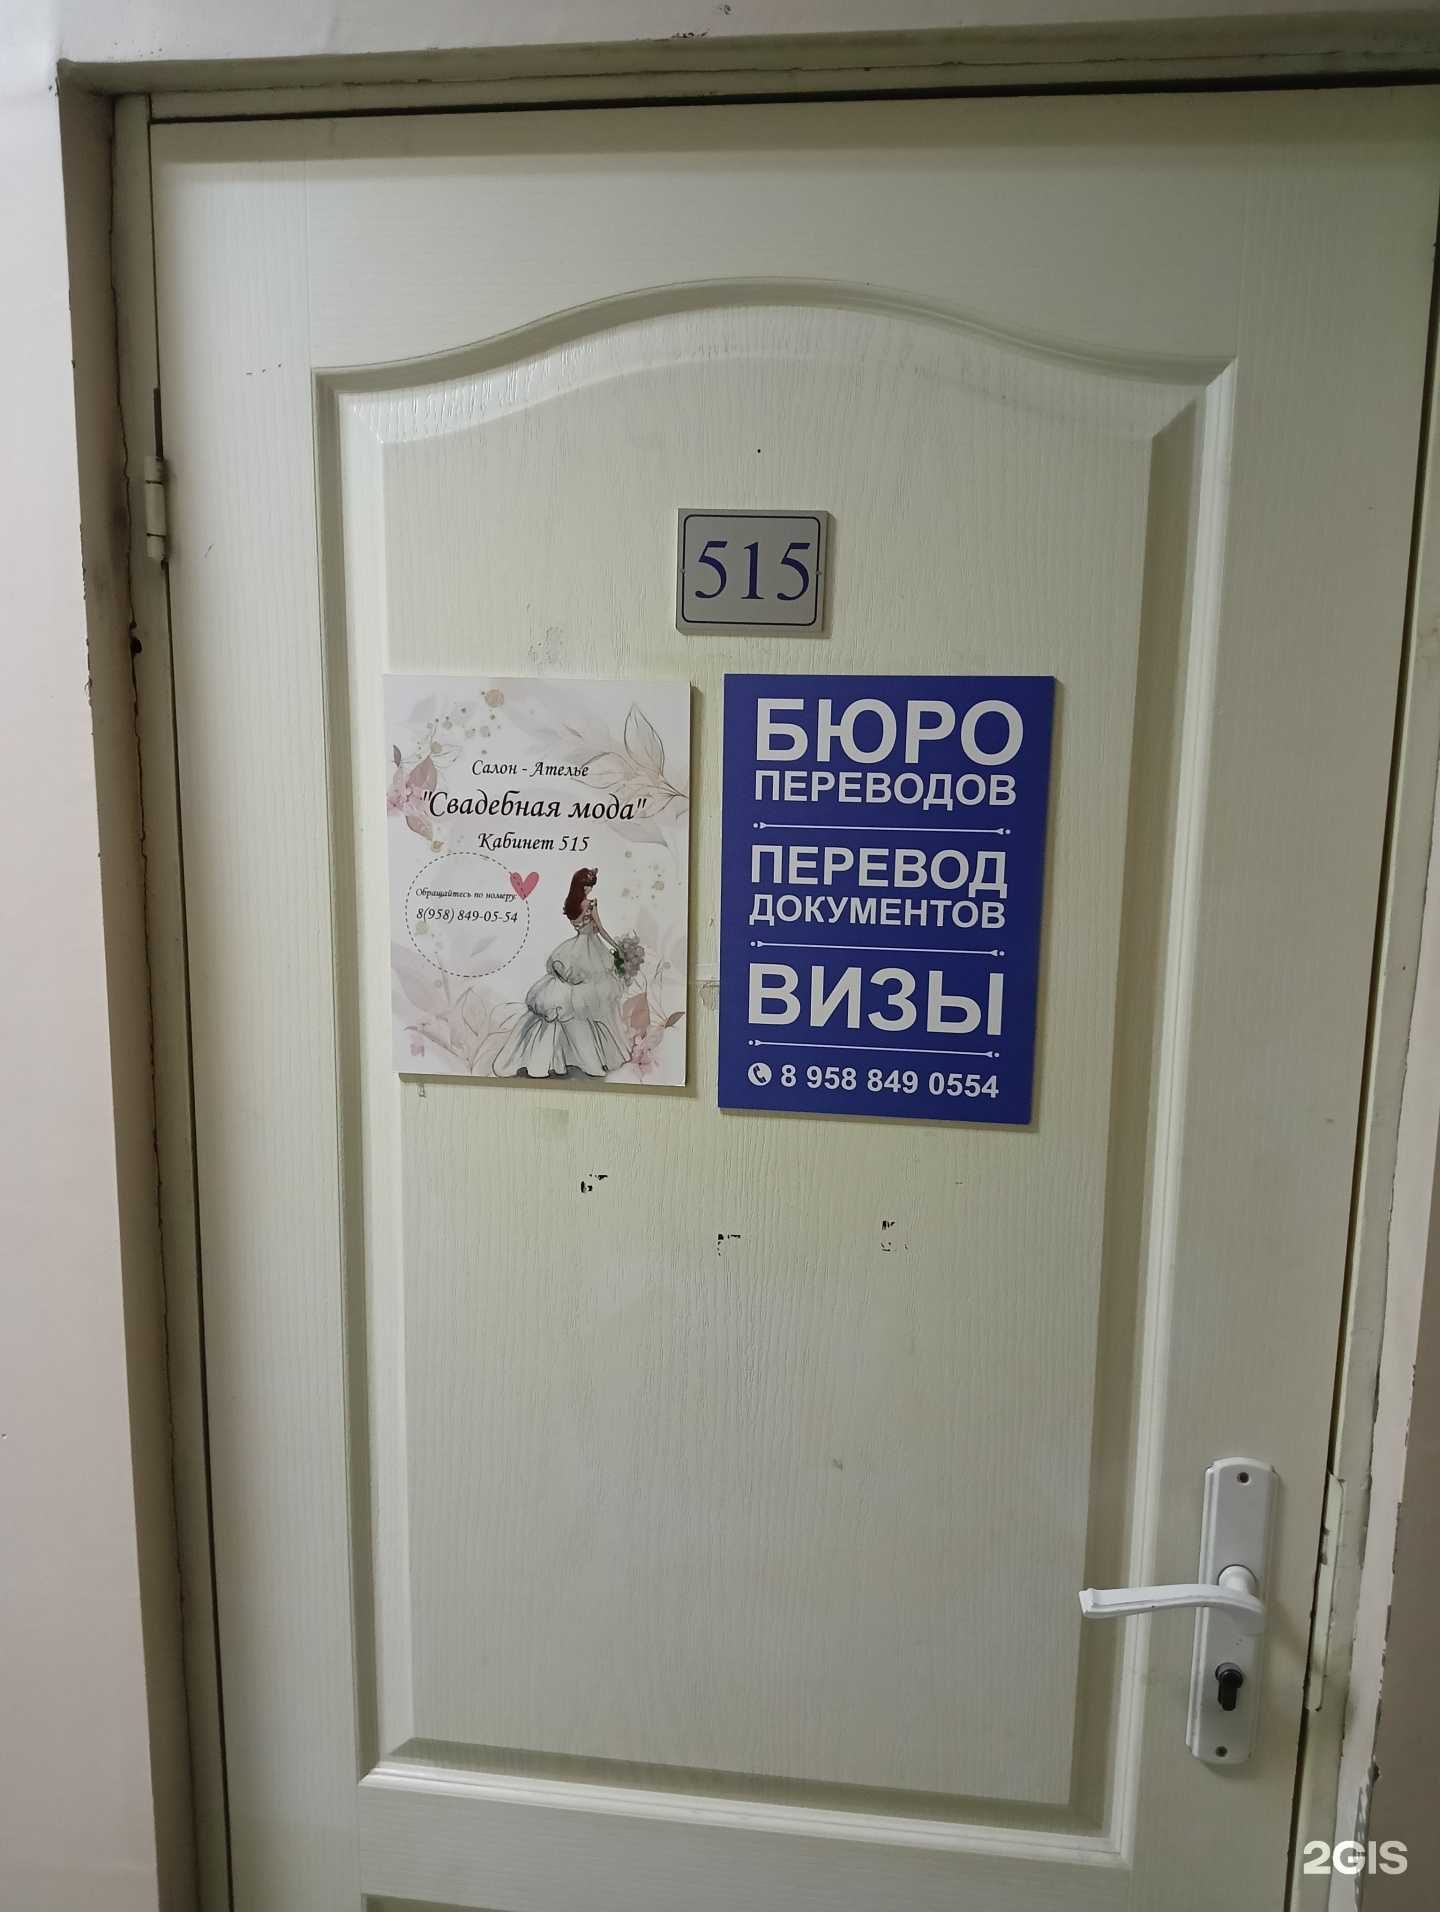 515
Салон - Ателье
"Свадебная мода"
Кабинет 515
Обращайтесь по номеру
8(958) 849-05-54
БЮРО
ПЕРЕВОДОВ
ПЕРЕВОД
ДОКУМЕНТОВ
ВИЗЫ
8 958 849 0554
2GIS